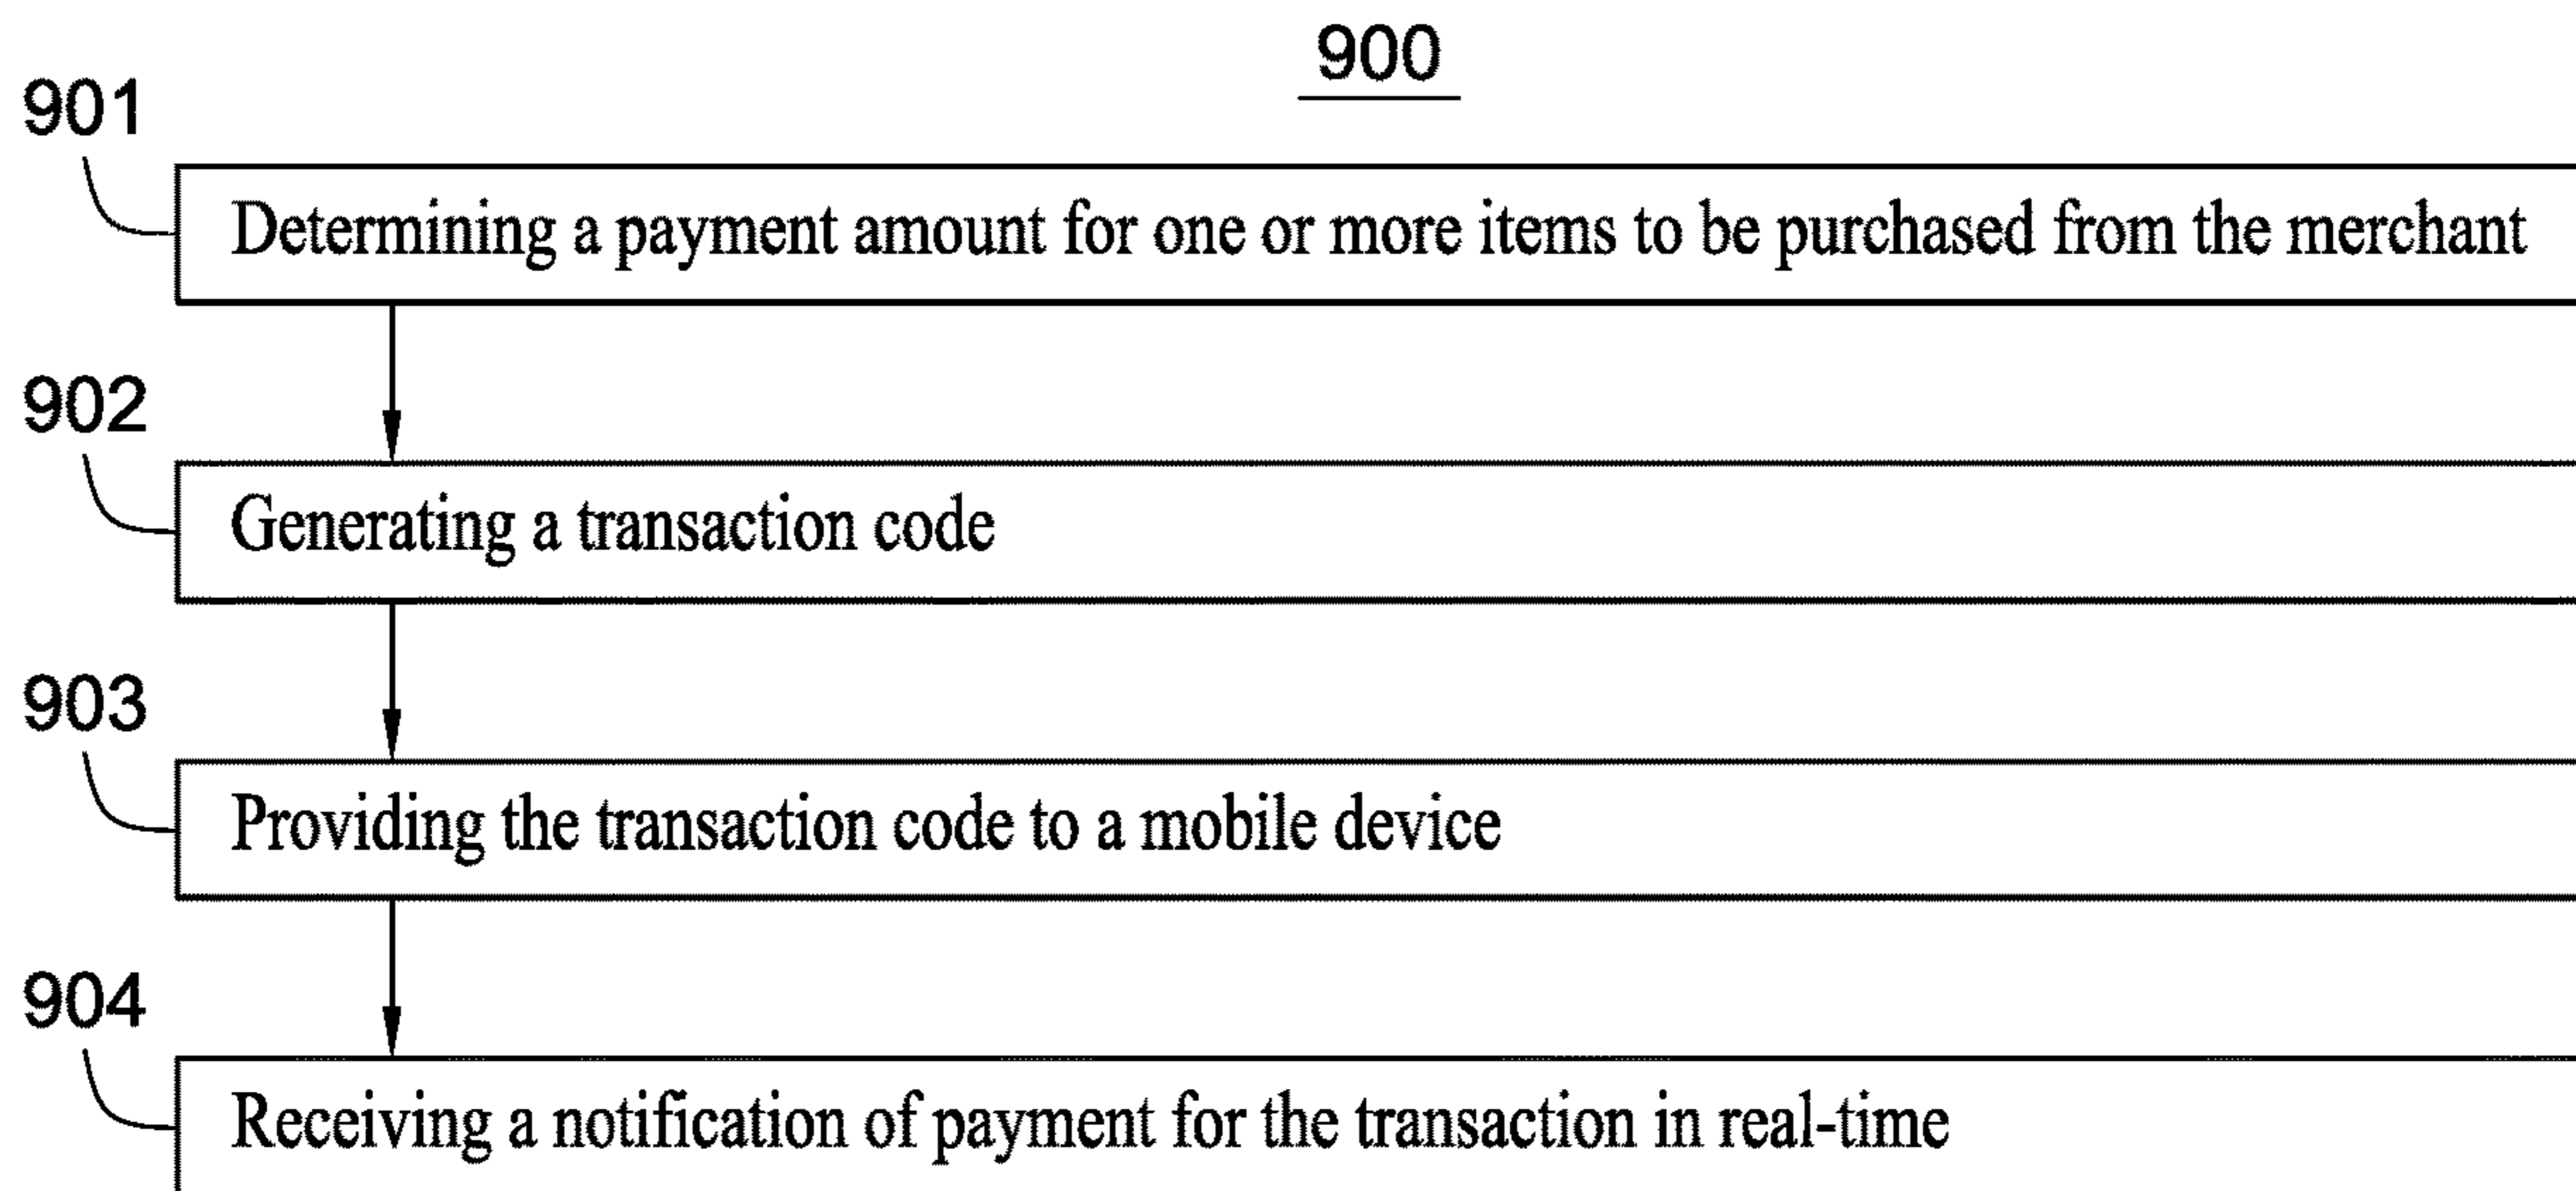 900
901
Determining a payment amount for one or more items to be purchased from the merchant
902
Generating a transaction code
903
Providing the transaction code to a mobile device
904
Receiving a notification of payment for the transaction in real-time